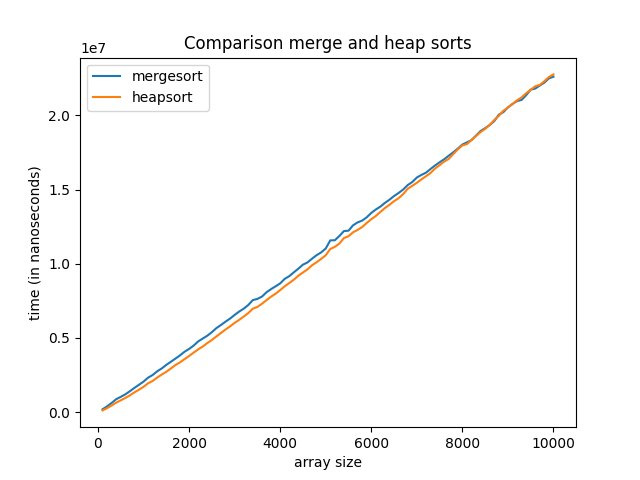 Comparison merge and heap sorts
1e7
mergesort
heapsort
2.0
1.5
1.0
0.5
0.0
time (in nanoseconds)
0 2000 4000 6000 8000 10000
array size